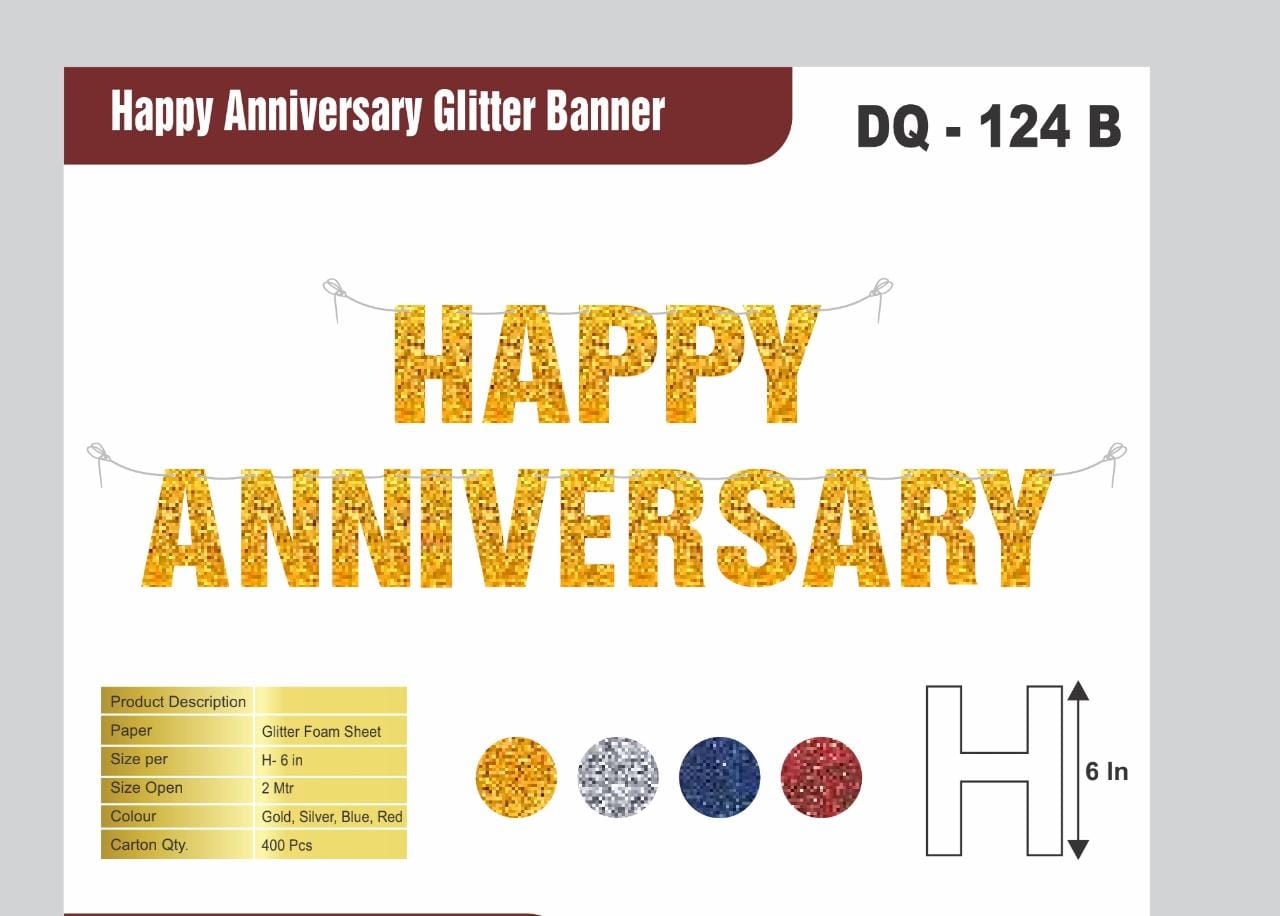 Happy Anniversary Glitter Banner
DQ - 124 B
HAPPY
ANNIVERSARY
Product Description
Paper Glitter Foam Sheet
Size per H- 6 in
Size Open 2 Mtr
Colour Gold, Silver, Blue, Red
Carton Qty. 400 Pcs
H
6 In